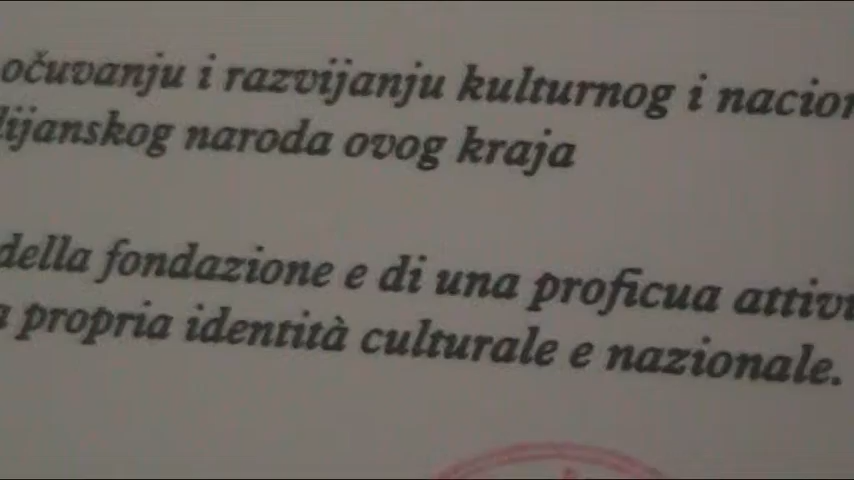 očuvanju i razvijanju kulturnog i nacion
lijanskog naroda ovog kraja
della fondazione e di una proficua attivi
a propria identità culturale e nazionale.